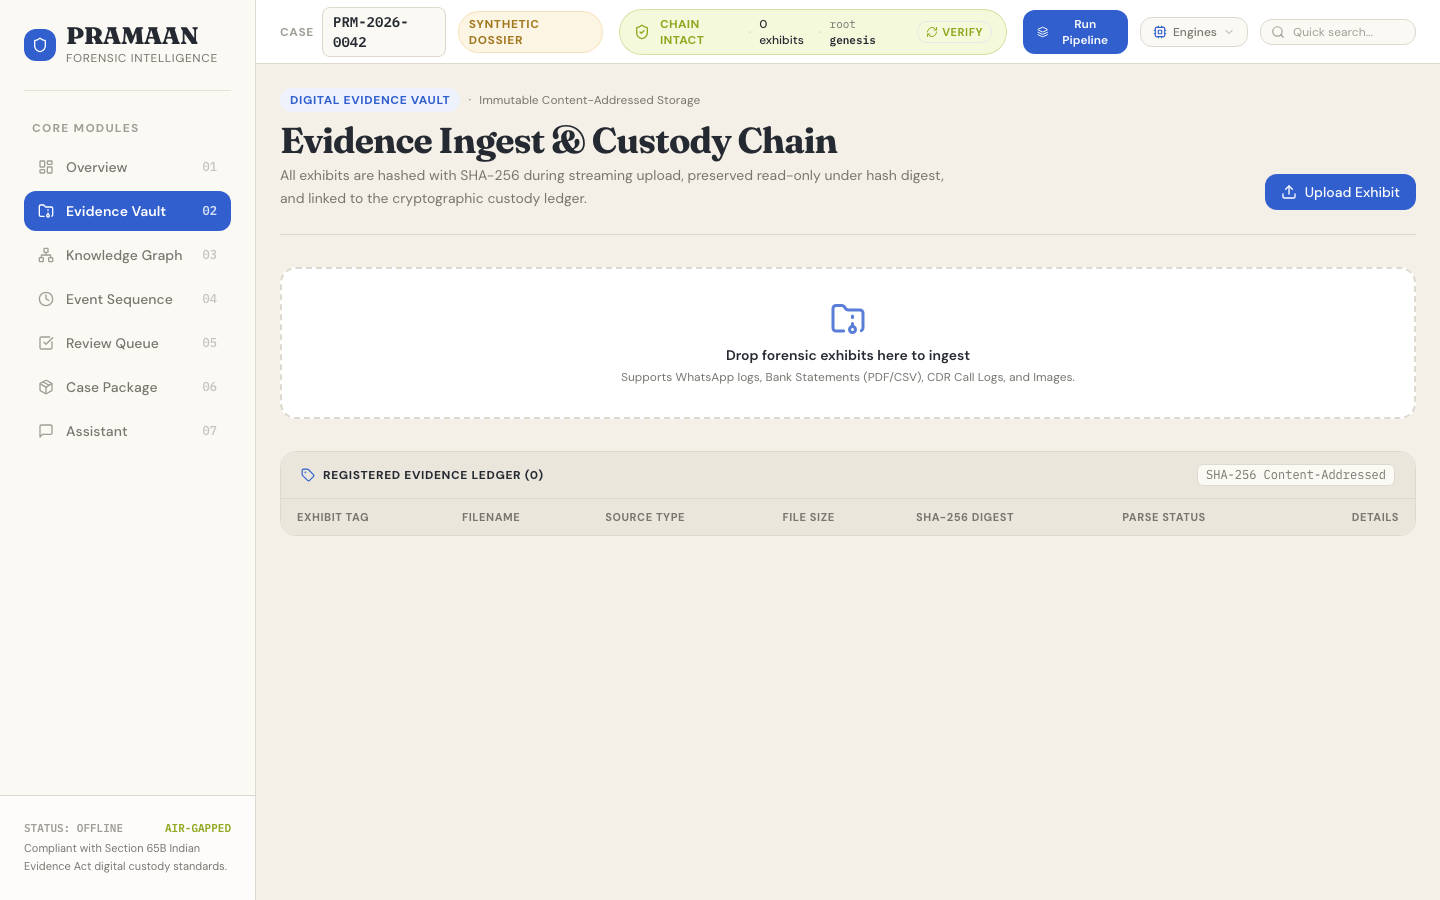 PRAMAAN
FORENSIC INTELLIGENCE
CORE MODULES
Overview 01
Evidence Vault 02
Knowledge Graph 03
Event Sequence 04
Review Queue 05
Case Package 06
Assistant 07
STATUS: OFFLINE AIR-GAPPED
Compliant with Section 65B Indian
Evidence Act digital custody standards.
CASE
PRM-2026-
0042
SYNTHETIC
DOSSIER
CHAIN
INTACT
· 0
exhibits
· root
genesis
VERIFY
Run
Pipeline
Engines
Quick search...
DIGITAL EVIDENCE VAULT · Immutable Content-Addressed Storage
Evidence Ingest & Custody Chain
All exhibits are hashed with SHA-256 during streaming upload, preserved read-only under hash digest,
and linked to the cryptographic custody ledger.
Upload Exhibit
Drop forensic exhibits here to ingest
Supports WhatsApp logs, Bank Statements (PDF/CSV), CDR Call Logs, and Images.
REGISTERED EVIDENCE LEDGER (0) SHA-256 Content-Addressed
EXHIBIT TAG FILENAME SOURCE TYPE FILE SIZE SHA-256 DIGEST PARSE STATUS DETAILS